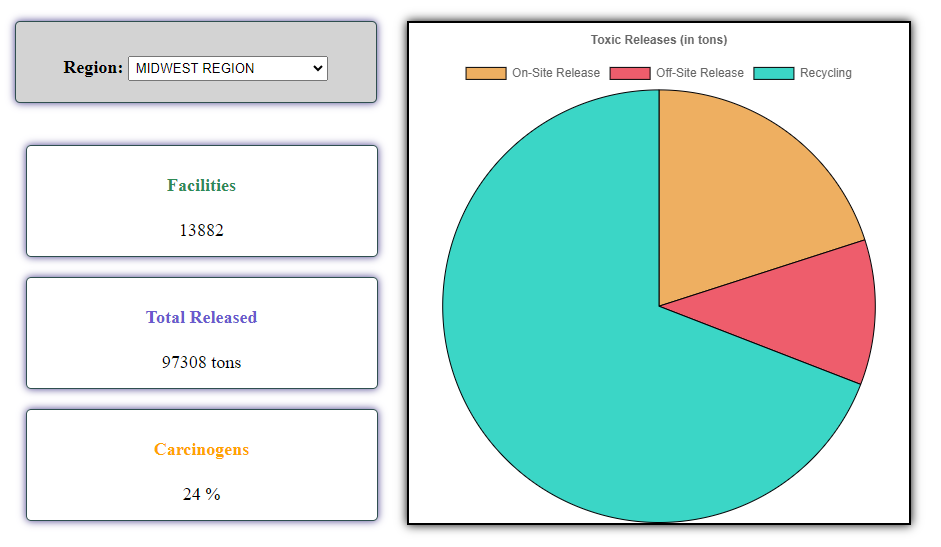 Region: MIDWEST REGION
Facilities
13882
Total Released
97308 tons
Carcinogens
24 %
Toxic Releases (in tons)
On-Site Release Off-Site Release Recycling